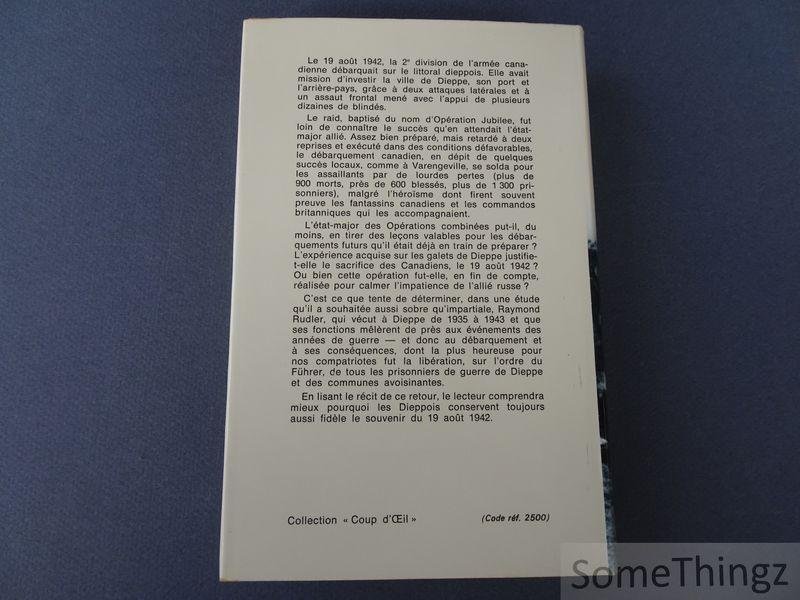 Le 19 août 1942, la 2e division de l'armée cana-
dienne débarquait sur le littoral dieppois. Elle avait
mission d'investir la ville de Dieppe, son port et
l'arrière-pays, grâce à deux attaques latérales et à
un assaut frontal mené avec l'appui de plusieurs
dizaines de blindés.
Le raid, baptisé du nom d'Opération Jubilee, fut
loin de connaître le succès qu'en attendait l'état-
major allié. Assez bien préparé, mais retardé à deux
reprises et exécuté dans des conditions défavorables,
le débarquement canadien, en dépit de quelques
succès locaux, comme à Varengeville, se solda pour
les assaillants par de lourdes pertes (plus de
900 morts, près de 600 blessés, plus de 1 300 pri-
sonniers), malgré l'héroïsme dont firent souvent
preuve les fantassins canadiens et les commandos
britanniques qui les accompagnaient.
L'état-major des Opérations combinées put-il, du
moins, en tirer des leçons valables pour les débar-
quements futurs qu'il était déjà en train de préparer ?
L'expérience acquise sur les galets de Dieppe justifie-
t-elle le sacrifice des Canadiens, le 19 août 1942 ?
Ou bien cette opération fut-elle, en fin de compte,
réalisée pour calmer l'impatience de l'allié russe ?
C'est ce que tente de déterminer, dans une étude
qu'il a souhaitée aussi sobre qu'impartiale, Raymond
Rudler, qui vécut à Dieppe de 1935 à 1943 et que
ses fonctions mêlèrent de près aux événements des
années de guerre — et donc au débarquement et
à ses conséquences, dont la plus heureuse pour
nos compatriotes fut la libération, sur l'ordre du
Führer, de tous les prisonniers de guerre de Dieppe
et des communes avoisinantes.
En lisant le récit de ce retour, le lecteur comprendra
mieux pourquoi les Dieppois conservent toujours
aussi fidèle le souvenir du 19 août 1942.
Collection « Coup d'Œil » (Code réf. 2500)
SomeThingz